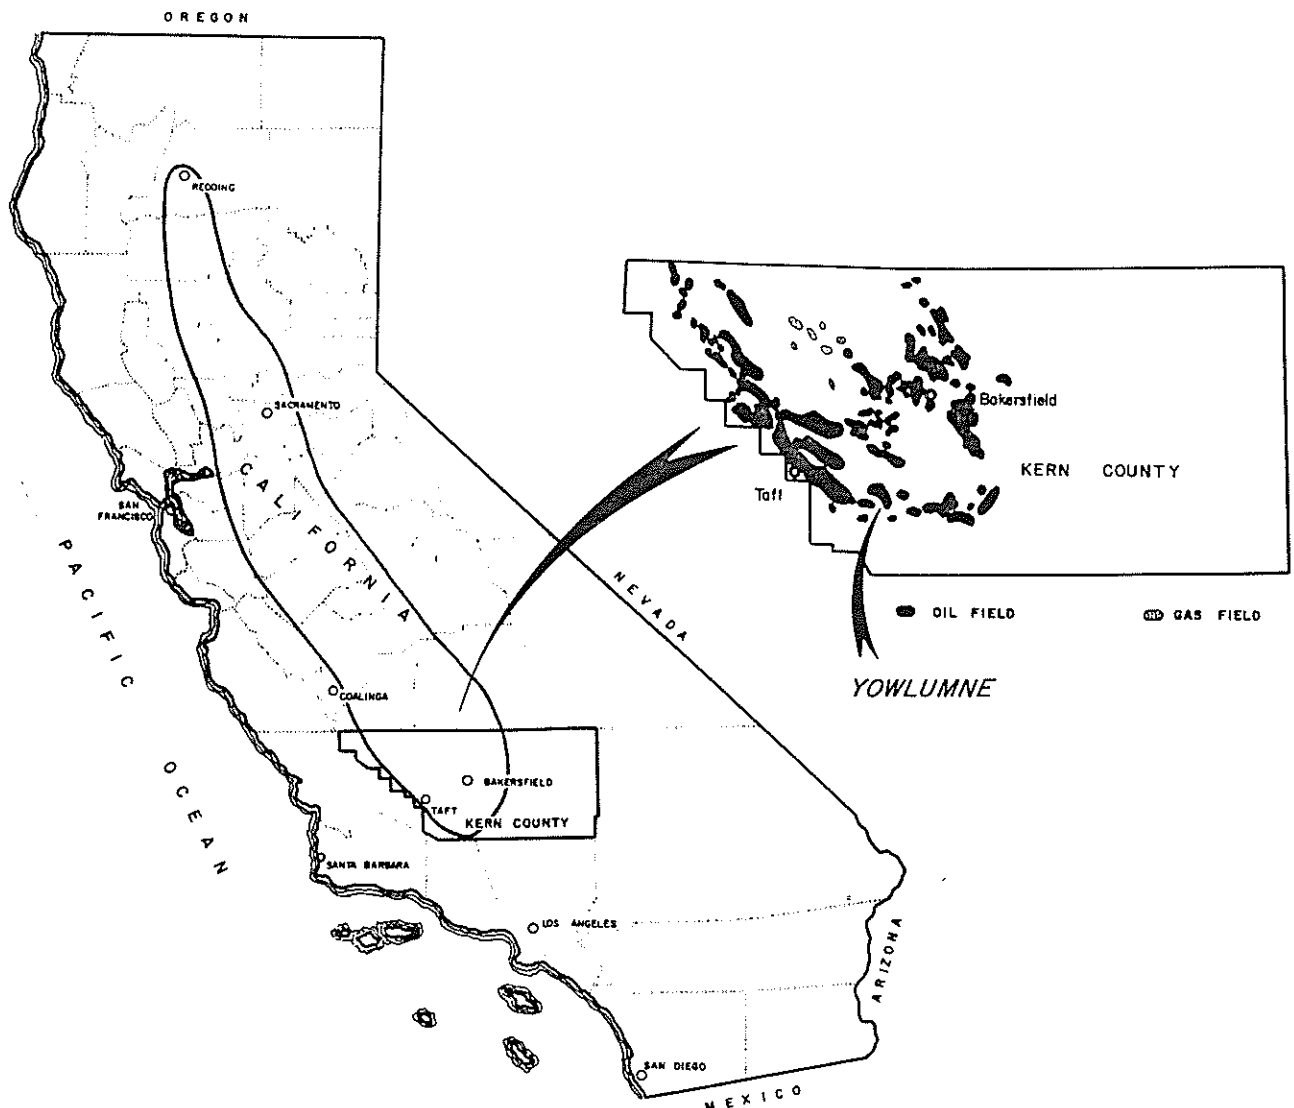 OREGON
REDDING
SACRAMENTO
CALIFORNIA
SAN
FRANCISCO
PACIFIC
OCEAN
NEVADA
COALINGA
BAKERSFIELD
TAFT
KERN COUNTY
SANTA BARBARA
LOS ANGELES
SAN DIEGO
ARIZONA
MEXICO
Bakersfield
KERN COUNTY
Taft
OIL FIELD
GAS FIELD
YOWLUMNE